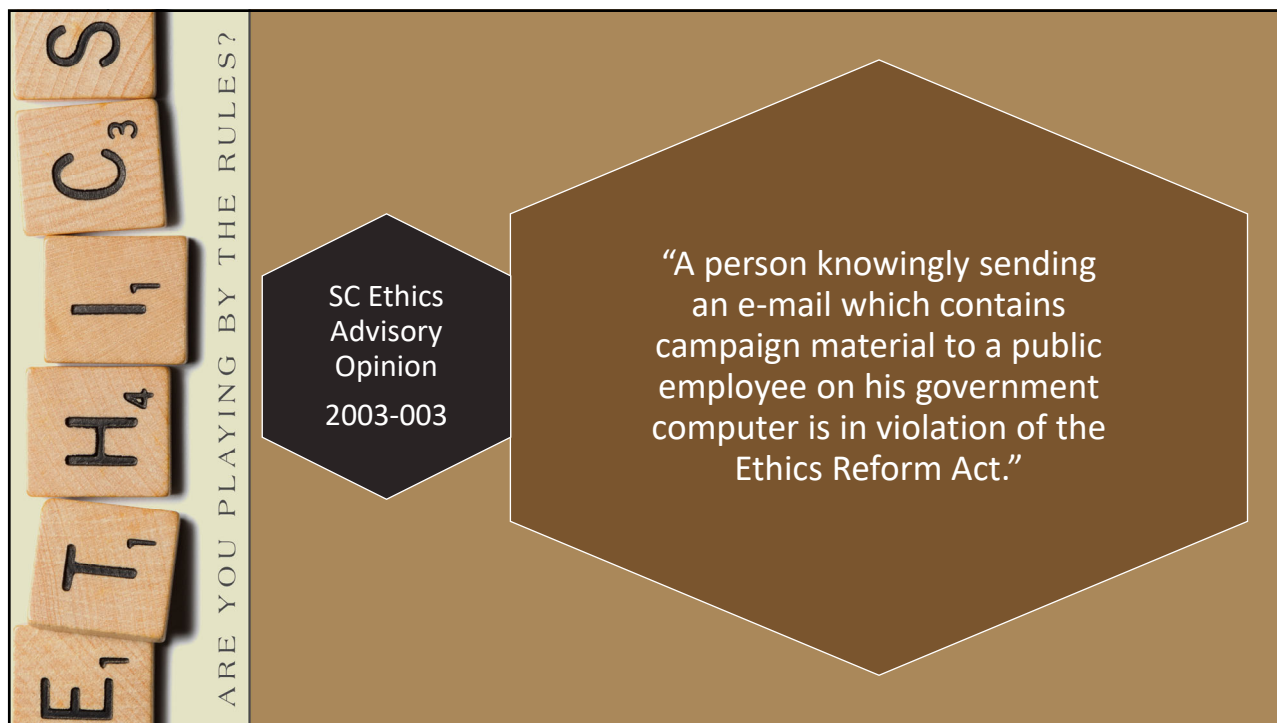 E1 T1 H4 I1 C3 S
ARE YOU PLAYING BY THE RULES?
SC Ethics
Advisory
Opinion
2003-003
“A person knowingly sending
an e-mail which contains
campaign material to a public
employee on his government
computer is in violation of the
Ethics Reform Act.”